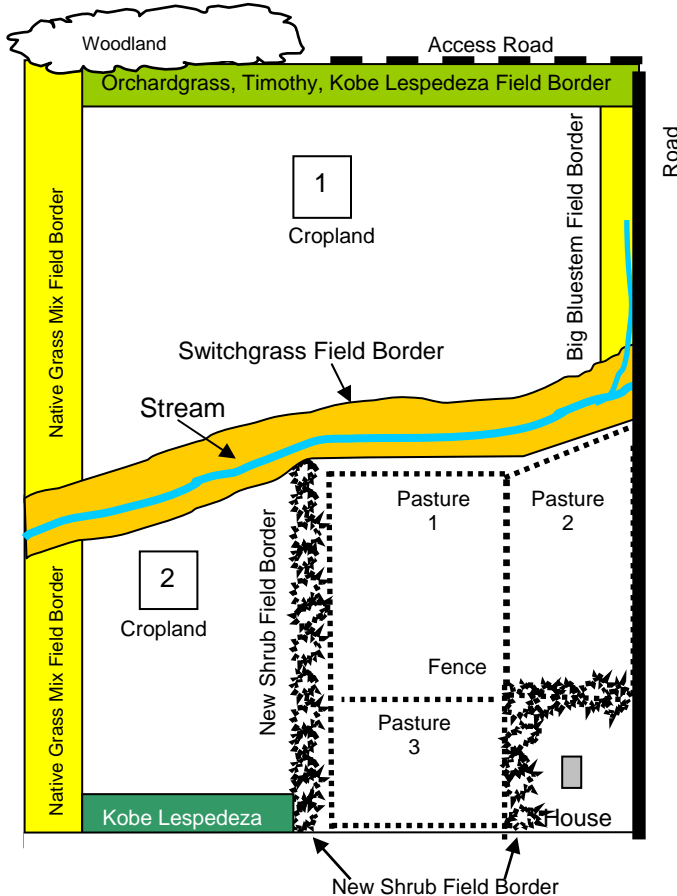 Woodland
Access Road
Orchardgrass, Timothy, Kobe Lespedeza Field Border
Road
Native Grass Mix Field Border
1
Cropland
Big Bluestem Field Border
Switchgrass Field Border
Stream
Pasture
1
Pasture
2
2
Cropland
New Shrub Field Border
Native Grass Mix Field Border
Fence
Pasture
3
Kobe Lespedeza
House
New Shrub Field Border